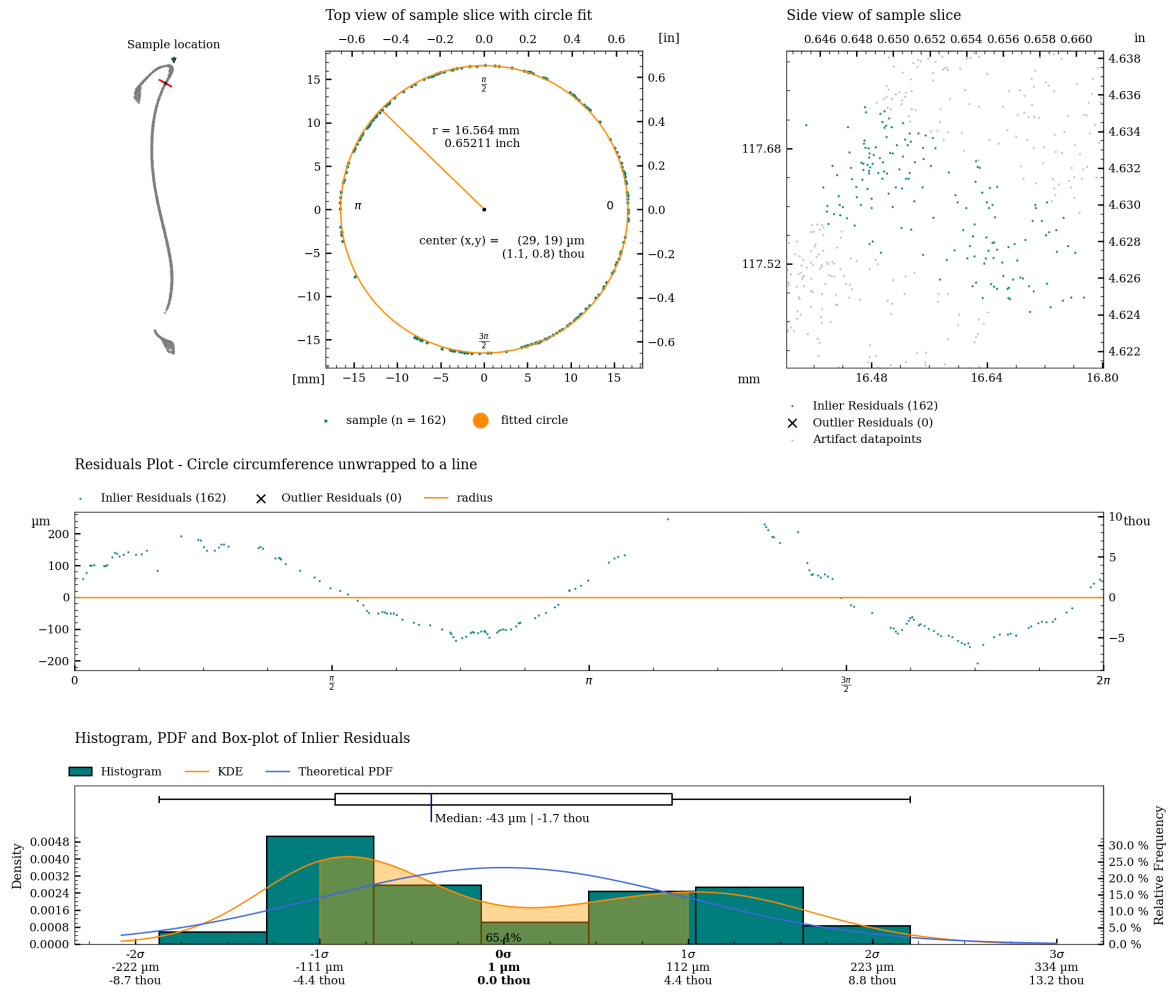 Top view of sample slice with circle fit
Side view of sample slice
Sample location
−0.6 −0.4 −0.2 0.0 0.2 0.4 0.6 [in]
0.646 0.648 0.650 0.652 0.654 0.656 0.658 0.660 in
15
10
5
0
−5
−10
−15
[mm] −15 −10 −5 0 5 10 15
0.6
0.4
0.2
0.0
−0.2
−0.4
−0.6
π/2
π
0
3π/2
r = 16.564 mm
0.65211 inch
center (x,y) = (29, 19) µm
(1.1, 0.8) thou
sample (n = 162) fitted circle
117.68
117.52
4.638
4.636
4.634
4.632
4.630
4.628
4.626
4.624
4.622
mm 16.48 16.64 16.80
Inlier Residuals (162)
Outlier Residuals (0)
Artifact datapoints
Residuals Plot - Circle circumference unwrapped to a line
Inlier Residuals (162) Outlier Residuals (0) radius
µm
200
100
0
−100
−200
10 thou
5
0
−5
0 π/2 π 3π/2 2π
Histogram, PDF and Box-plot of Inlier Residuals
Histogram KDE Theoretical PDF
Median: -43 µm | -1.7 thou
Density
0.0048
0.0040
0.0032
0.0024
0.0016
0.0008
0.0000
Relative Frequency
30.0 %
25.0 %
20.0 %
15.0 %
10.0 %
5.0 %
0.0 %
65.4%
-2σ -1σ 0σ 1σ 2σ 3σ
-222 µm -111 µm 1 µm 112 µm 223 µm 334 µm
-8.7 thou -4.4 thou 0.0 thou 4.4 thou 8.8 thou 13.2 thou